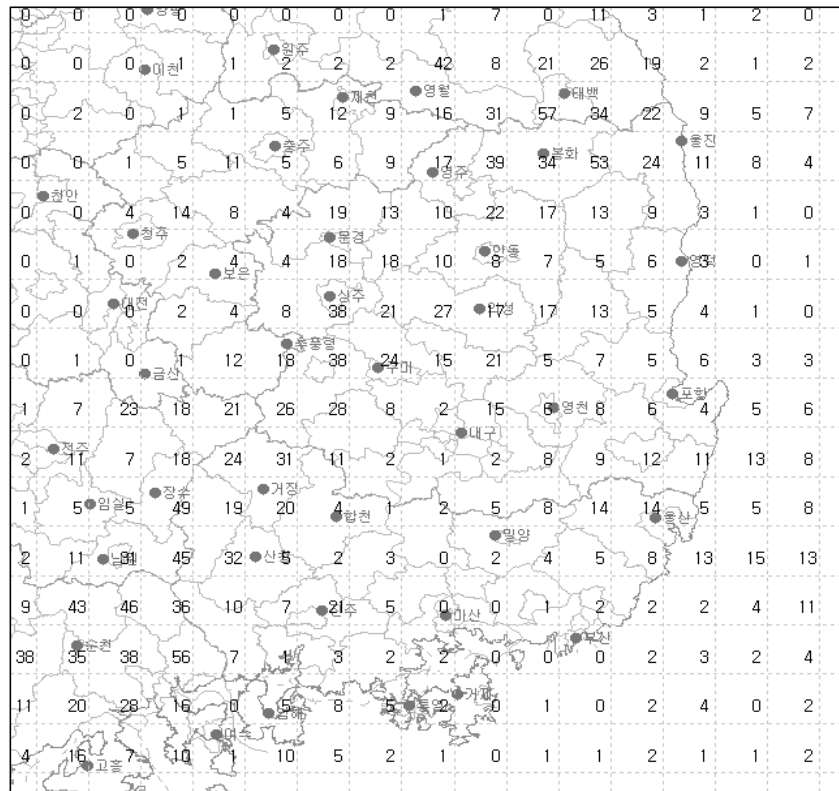 0 0 0 0 0 0 0 0 1 7 0 11 3 1 2 0
원주
0 0 0 1 1 2 2 2 42 8 21 26 19 2 1 2
이천
제천 영월 태백
0 2 0 1 1 5 12 9 16 31 57 34 22 9 5 7
충주 울진
봉화
0 0 1 5 11 5 6 9 17 39 34 53 24 11 8 4
영주
천안
0 0 4 14 8 4 19 13 10 22 17 13 9 3 1 0
청주 문경
안동
0 1 0 2 4 4 18 18 10 8 7 5 6 3 0 1
보은 영덕
상주
0 0 0 2 4 8 38 21 27 17 17 13 5 4 1 0
대전 의성
추풍령
0 1 0 1 12 18 38 24 15 21 5 7 5 6 3 3
금산 구미
포항
1 7 23 18 21 26 28 8 2 15 6 8 6 4 5 6
영천
대구
전주
2 11 7 18 24 31 11 2 1 2 8 9 12 11 13 8
장수 거창
1 5 5 49 19 20 4 1 2 5 8 14 14 5 5 8
임실 합천 울산
밀양
2 11 31 45 32 5 2 3 0 2 4 5 8 13 15 13
남원 산청
9 43 46 36 10 7 21 5 0 0 1 2 2 2 4 11
진주 마산
부산
순천
38 35 38 56 7 1 3 2 2 0 0 0 2 3 2 4
거제
11 20 28 16 0 5 8 5 2 0 1 0 2 4 0 2
남해 통영
여수
4 16 7 10 1 10 5 2 1 0 1 1 2 1 1 2
고흥